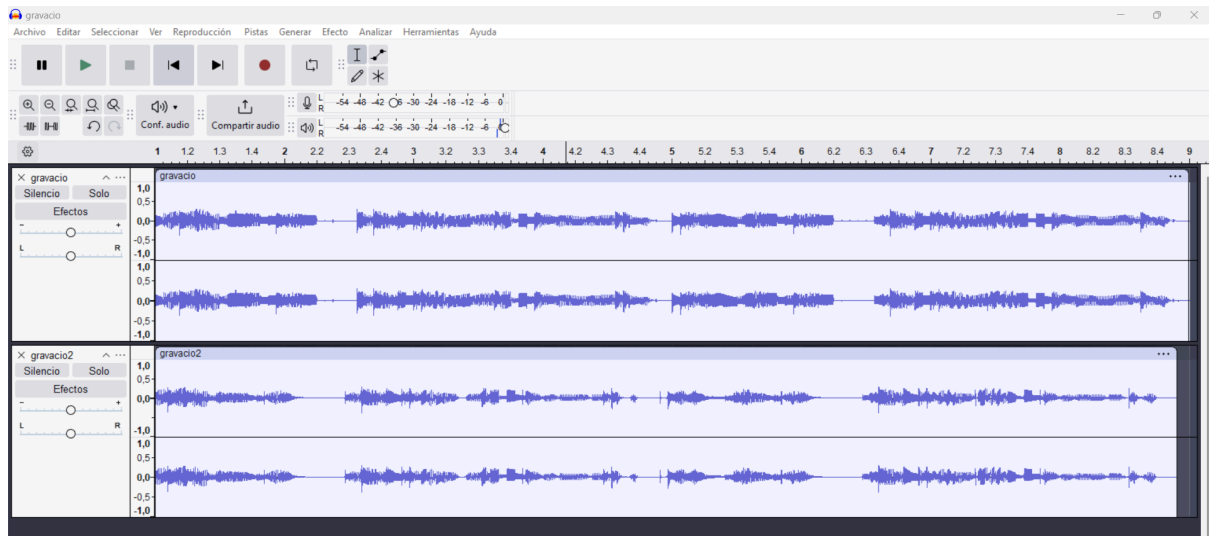 gravacio
Archivo Editar Seleccionar Ver Reproducción Pistas Generar Efecto Analizar Herramientas Ayuda
L
R
-54 -48 -42 6 -30 -24 -18 -12 -6 0
Conf. audio
Compartir audio
L
R
-54 -48 -42 -36 -30 -24 -18 -12 -6
1 1.2 1.3 1.4 2 2.2 2.3 2.4 3 3.2 3.3 3.4 4 4.2 4.3 4.4 5 5.2 5.3 5.4 6 6.2 6.3 6.4 7 7.2 7.3 7.4 8 8.2 8.3 8.4 9
gravacio ...
Silencio Solo
Efectos
- +
L R
1,0
0,5-
0,0-
-0,5-
-1,0
1,0
0,5-
0,0-
-0,5-
-1,0
gravacio ...
gravacio2 ...
Silencio Solo
Efectos
- +
L R
1,0
0,5-
0,0-
-1,0
1,0
0,5-
0,0-
-0,5-
-1,0
gravacio2 ...